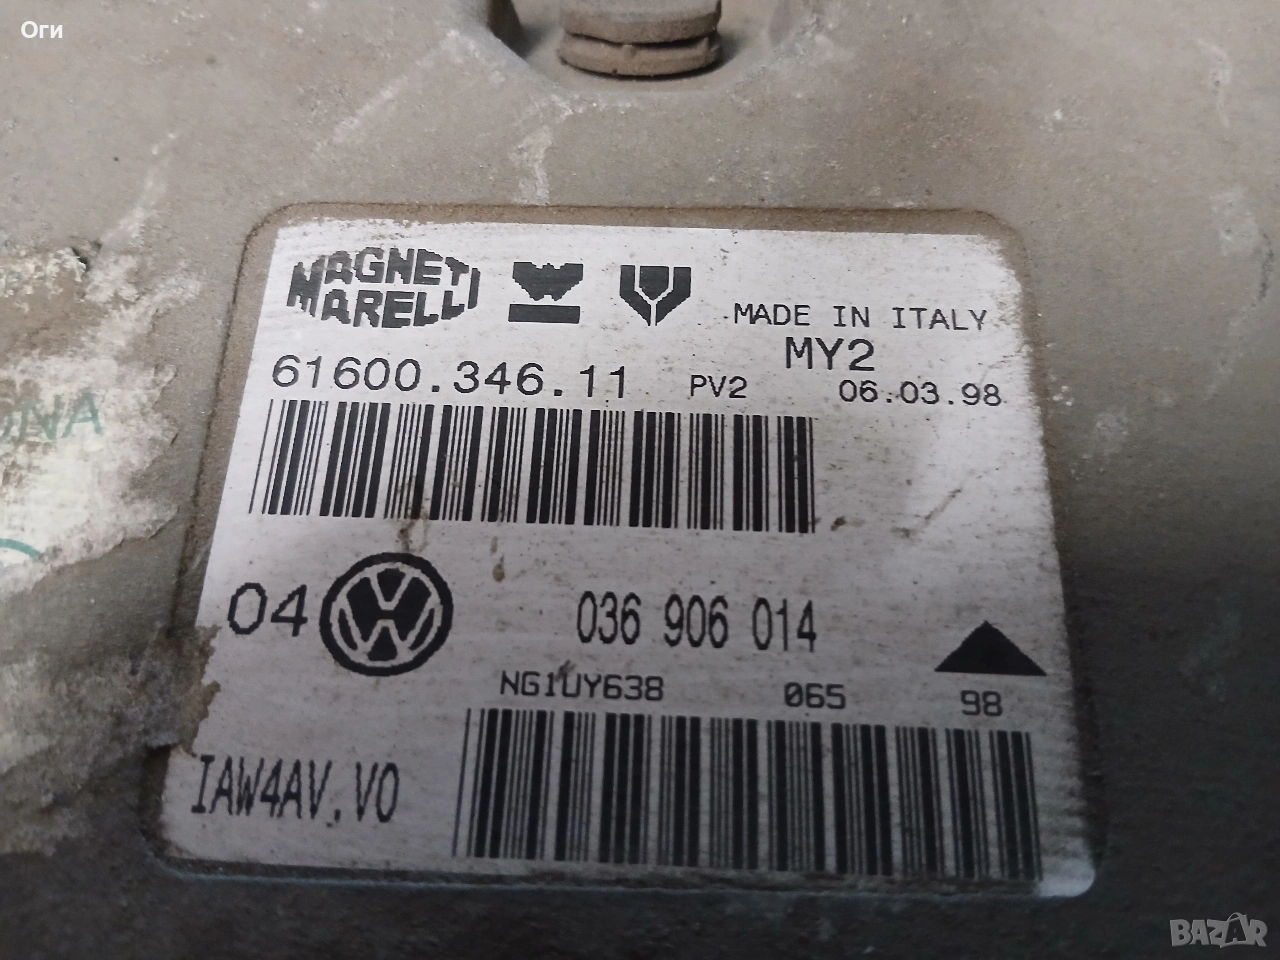 Оги
MAGNETI
MARELLI
MADE IN ITALY
MY2
61600.346.11 PV2 06.03.98
04 036 906 014
NG1UY638 065 98
IAW4AV.V0
BAZAR